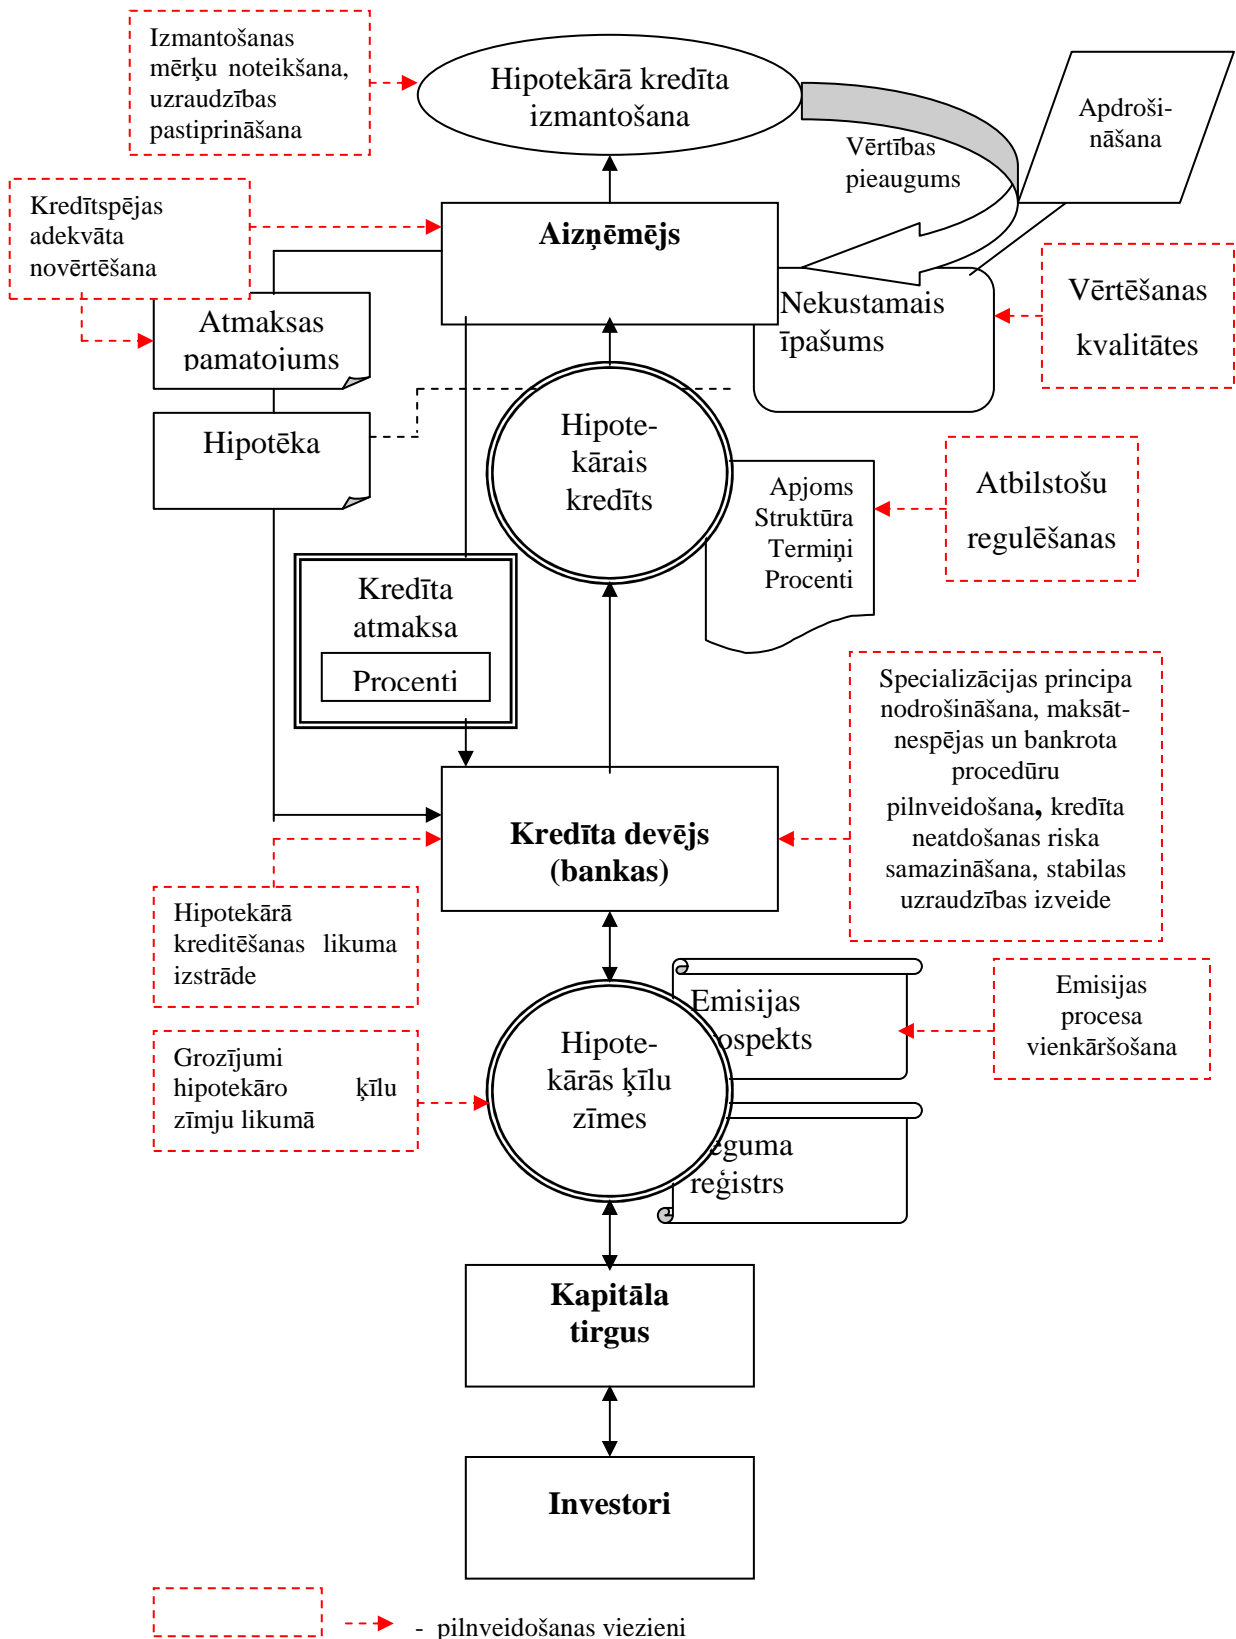 Izmantošanas
mērķu noteikšana,
uzraudzības
pastiprināšana
Hipotekārā kredīta
izmantošana
Vērtības
pieaugums
Apdroši-
nāšana
Kredītspējas
adekvāta
novērtēšana
Aizņēmējs
Atmaksas
pamatojums
Nekustamais
īpašums
Vērtēšanas
kvalitātes
Hipotēka
Hipote-
kārais
kredīts
Apjoms
Struktūra
Termiņi
Procenti
Atbilstošu
regulēšanas
Kredīta
atmaksa
Procenti
Specializācijas principa
nodrošināšana, maksāt-
nespējas un bankrota
procedūru
pilnveidošana, kredīta
neatdošanas riska
samazināšana, stabilas
uzraudzības izveide
Kredīta devējs
(bankas)
Hipotekārā
kreditēšanas likuma
izstrāde
Emisijas
ospekts
Emisijas
procesa
vienkāršošana
Grozījumi
hipotekāro ķīlu
zīmju likumā
Hipote-
kārās ķīlu
zīmes
eguma
reģistrs
Kapitāla
tirgus
Investori
- pilnveidošanas viezieni